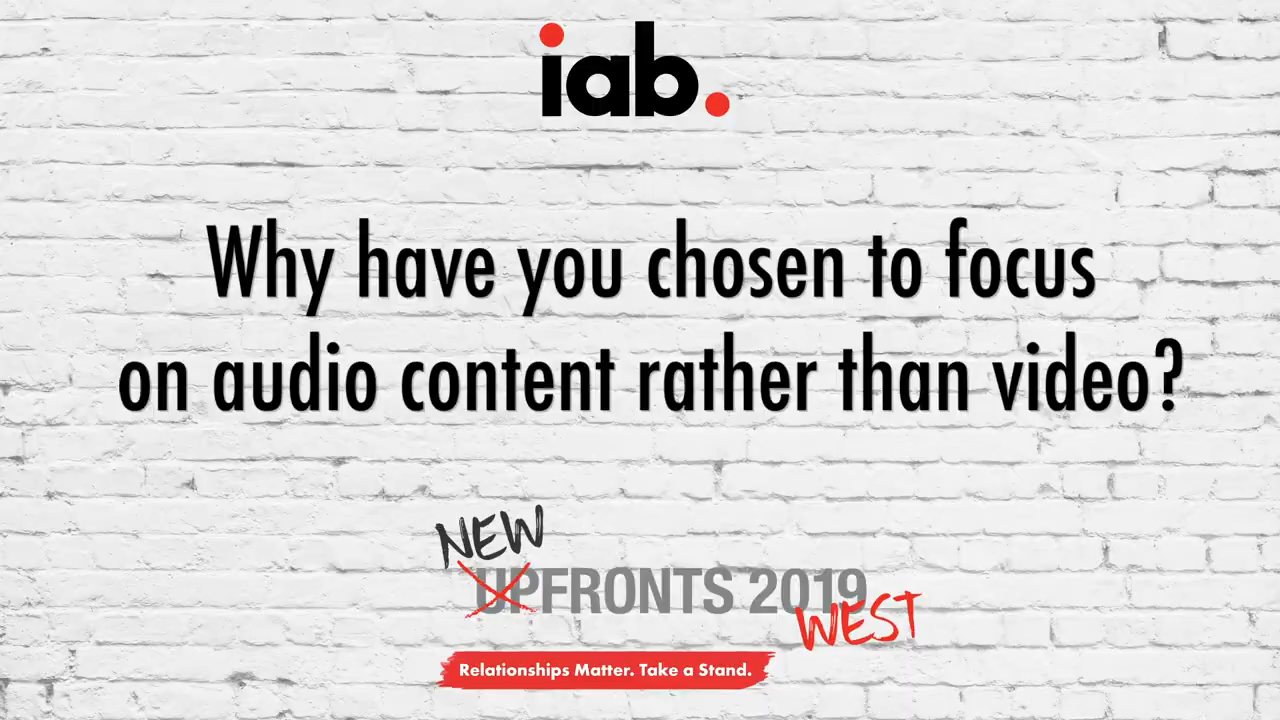 iab.
Why have you chosen to focus
on audio content rather than video?
NEW
UPFRONTS 2019
WEST
Relationships Matter. Take a Stand.